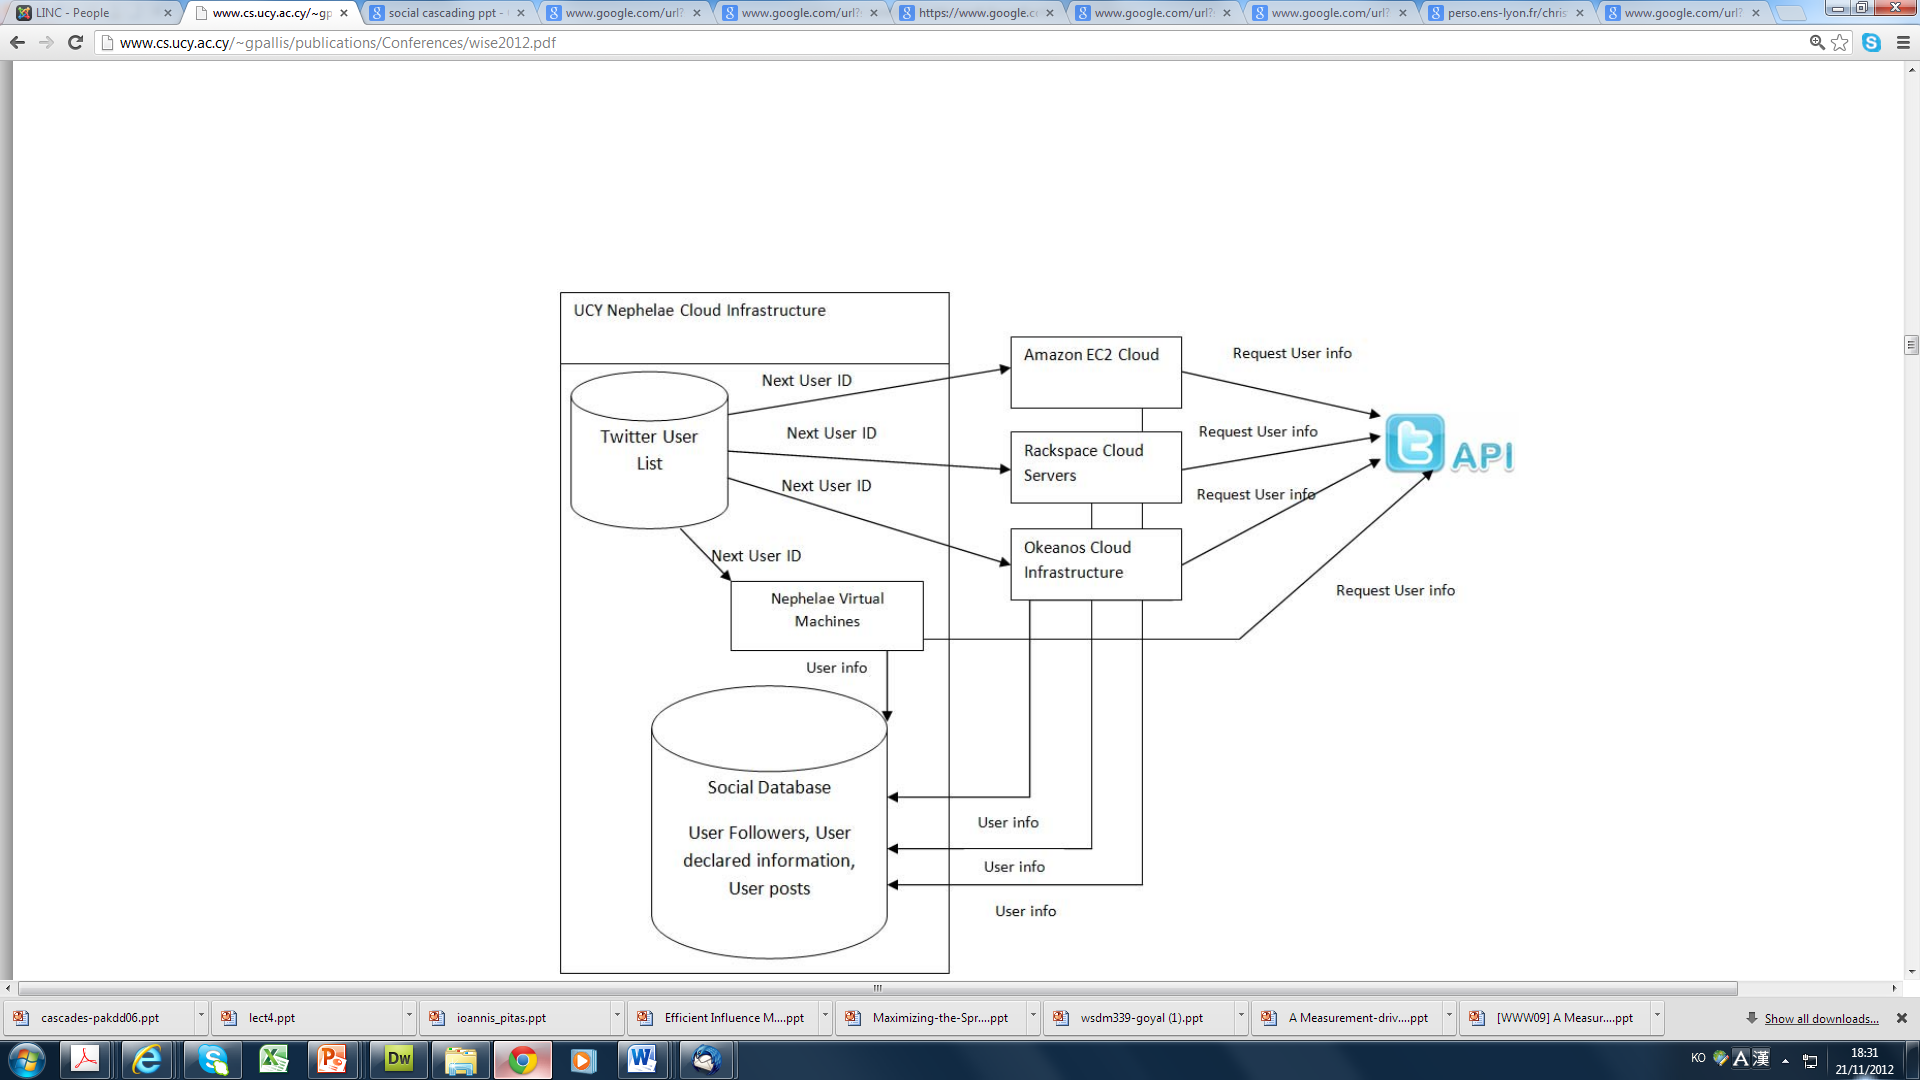 LINC - People
www.cs.ucy.ac.cy/~gp
social cascading ppt -
www.google.com/url?
www.google.com/url?
https://www.google.c
www.google.com/url?
www.google.com/url?
perso.ens-lyon.fr/chris
www.google.com/url?
www.cs.ucy.ac.cy/~gpallis/publications/Conferences/wise2012.pdf
UCY Nephelae Cloud Infrastructure
Amazon EC2 Cloud
Request User info
Next User ID
Twitter User
List
Next User ID
Rackspace Cloud
Servers
Request User info
API
Next User ID
Request User info
Next User ID
Okeanos Cloud
Infrastructure
Request User info
Nephelae Virtual
Machines
User info
Social Database
User Followers, User
declared information,
User posts
User info
User info
User info
cascades-pakdd06.ppt
lect4.ppt
ioannis_pitas.ppt
Efficient Influence M....ppt
Maximizing-the-Spr....ppt
wsdm339-goyal (1).ppt
A Measurement-driv....ppt
[WWW09] A Measur....ppt
Show all downloads...
Dw
KO
A漢
18:31
21/11/2012